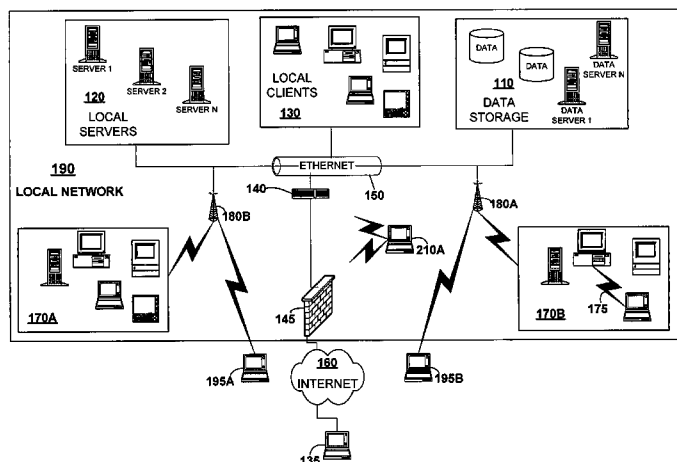 SERVER 1
SERVER 2
SERVER N
120
LOCAL
SERVERS
LOCAL
CLIENTS
130
DATA
DATA
DATA
SERVER N
110
DATA
STORAGE
DATA
SERVER 1
190
LOCAL NETWORK
ETHERNET
140
150
180B
180A
210A
170A
145
170B
175
195A
160
INTERNET
195B
135